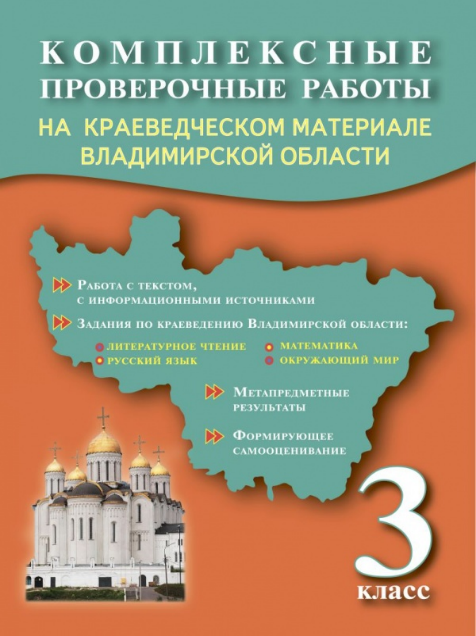 КОМПЛЕКСНЫЕ
ПРОВЕРОЧНЫЕ РАБОТЫ
НА КРАЕВЕДЧЕСКОМ МАТЕРИАЛЕ
ВЛАДИМИРСКОЙ ОБЛАСТИ
РАБОТА С ТЕКСТОМ,
С ИНФОРМАЦИОННЫМИ ИСТОЧНИКАМИ
ЗАДАНИЯ ПО КРАЕВЕДЕНИЮ ВЛАДИМИРСКОЙ ОБЛАСТИ:
ЛИТЕРАТУРНОЕ ЧТЕНИЕ
РУССКИЙ ЯЗЫК
МАТЕМАТИКА
ОКРУЖАЮЩИЙ МИР
МЕТАПРЕДМЕТНЫЕ
РЕЗУЛЬТАТЫ
ФОРМИРУЮЩЕЕ
САМООЦЕНИВАНИЕ
3
класс